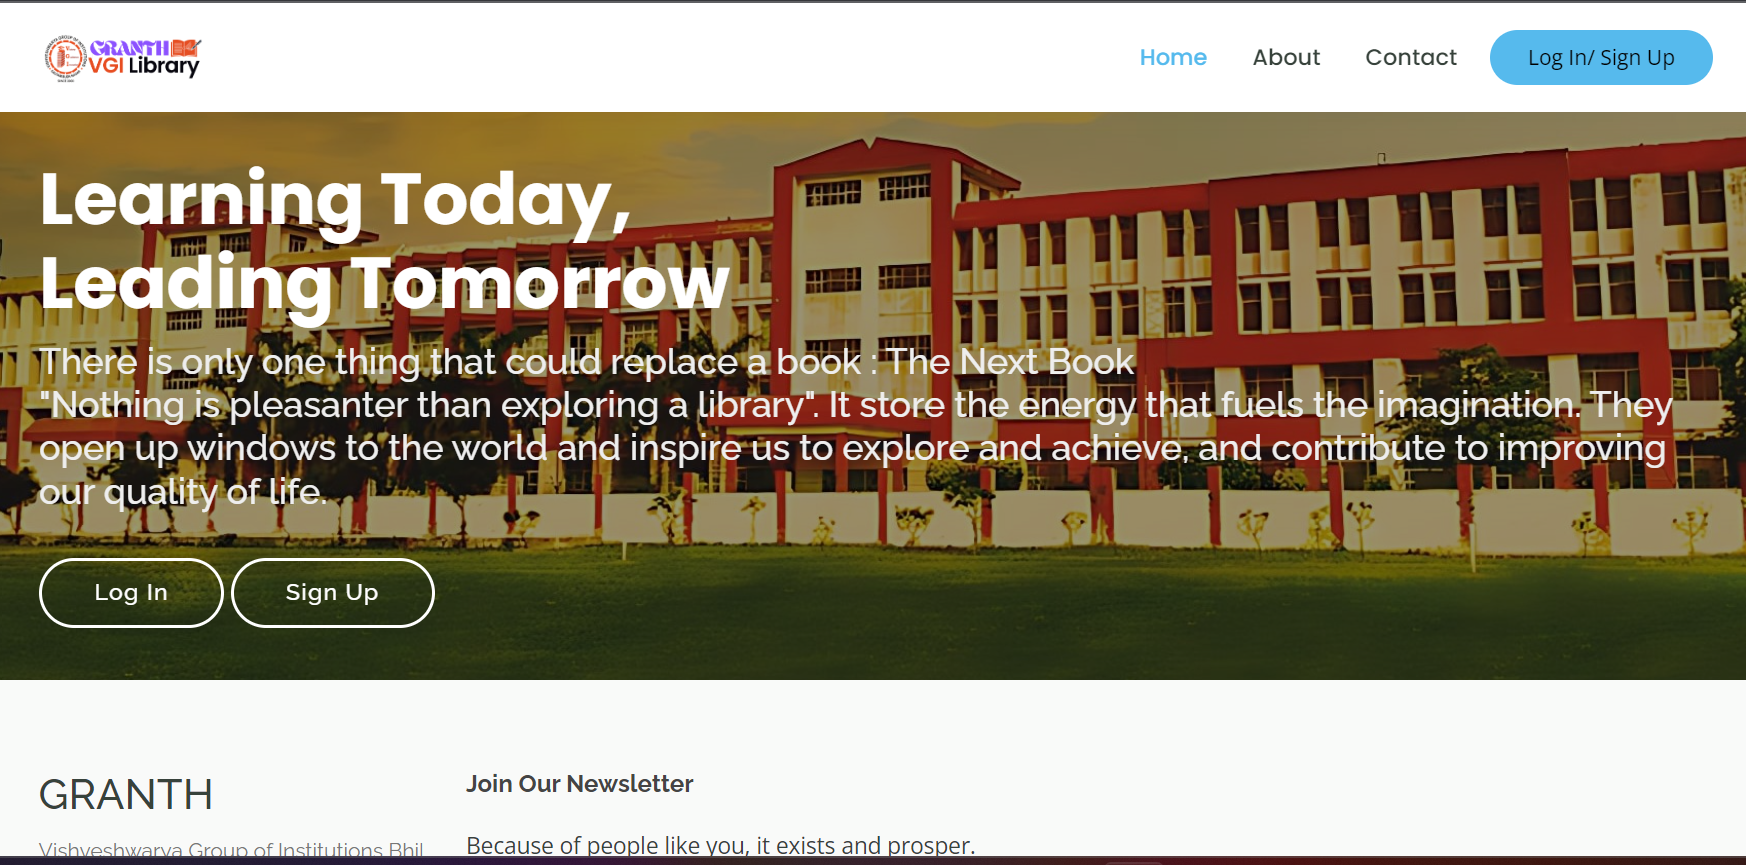 GRANTH
VGI Library
Home
About
Contact
Log In/ Sign Up
Learning Today,
Leading Tomorrow
There is only one thing that could replace a book : The Next Book
"Nothing is pleasanter than exploring a library". It store the energy that fuels the imagination. They
open up windows to the world and inspire us to explore and achieve, and contribute to improving
our quality of life.
Log In
Sign Up
GRANTH
Join Our Newsletter
Vishveshwarya Group of Institutions Bhil
Because of people like you, it exists and prosper.